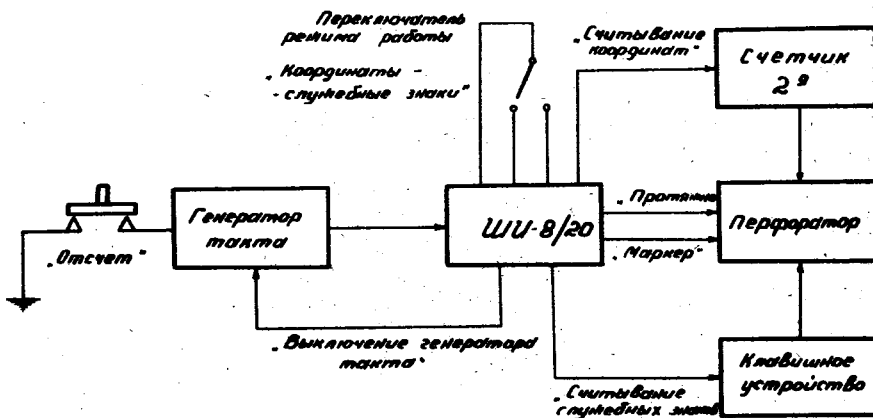 Переключатель
режима работы
„Координаты -
- служебные знаки"
„Считывание
координат"
Счетчик
2⁹
„Отсчет"
Генератор
такта
ШИ-8/20
„Протяжка"
„Маркер"
Перфоратор
„Выключение генератора
такта"
„Считывание
служебных знаков"
Клавишное
устройство